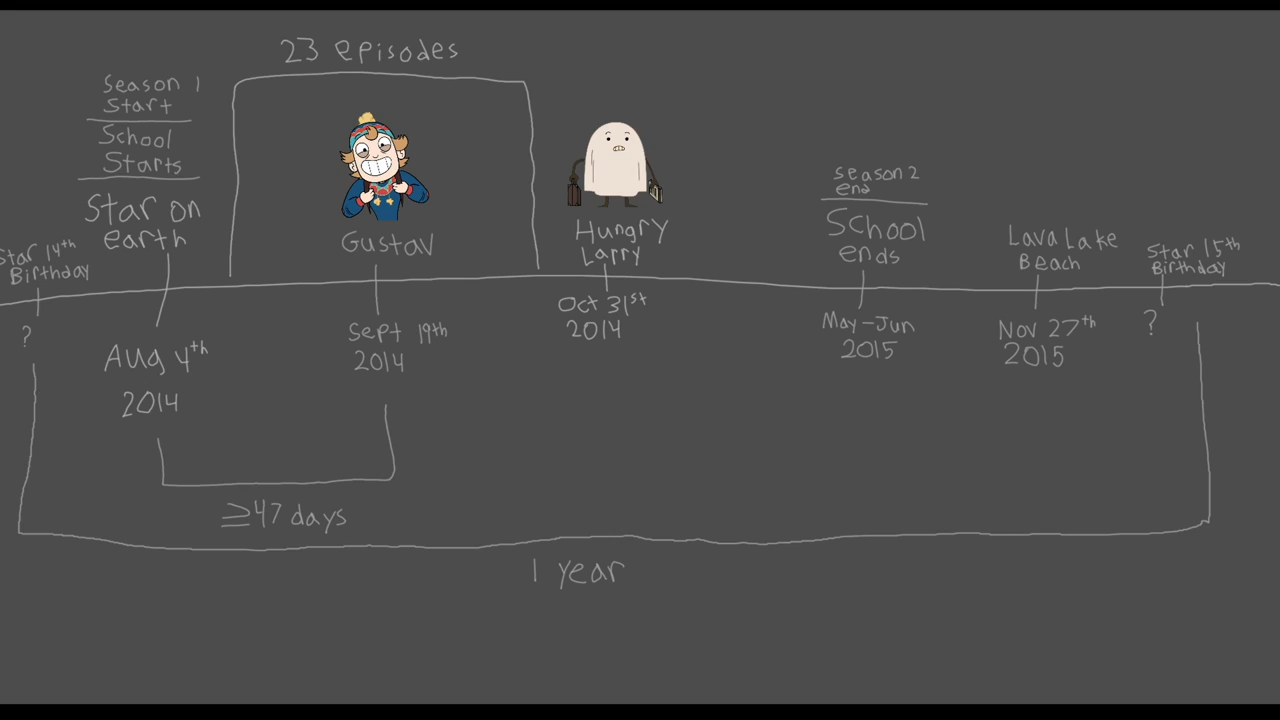 23 episodes
Season 1
Start
School
Starts
Star on
earth
Star 14th
Birthday
Gustav
Hungry
Larry
Season 2
end
School
ends
Lava Lake
Beach
Star 15th
Birthday
?
Aug 4th
2014
Sept 19th
2014
Oct 31st
2014
May-Jun
2015
Nov 27th
2015
?
≥47 days
1 year